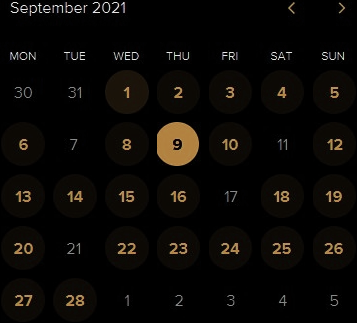 September 2021
MON TUE WED THU FRI SAT SUN
30 31 1 2 3 4 5
6 7 8 9 10 11 12
13 14 15 16 17 18 19
20 21 22 23 24 25 26
27 28 1 2 3 4 5